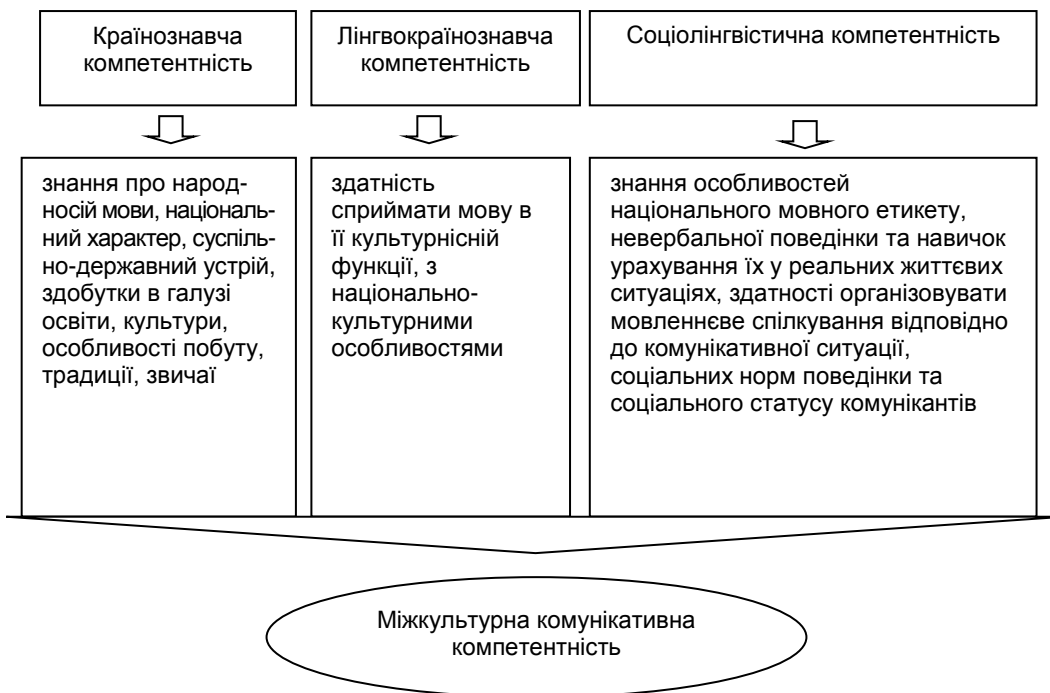 Країнознавча
компетентність
Лінгвокраїнознавча
компетентність
Соціолінгвістична компетентність
знання про народ-
носій мови, національ-
ний характер, суспіль-
но-державний устрій,
здобутки в галузі
освіти, культури,
особливості побуту,
традиції, звичаї
здатність
сприймати мову в
її культурнісній
функції, з
національно-
культурними
особливостями
знання особливостей
національного мовного етикету,
невербальної поведінки та навичок
урахування їх у реальних життєвих
ситуаціях, здатності організовувати
мовленнєве спілкування відповідно
до комунікативної ситуації,
соціальних норм поведінки та
соціального статусу комунікантів
Міжкультурна комунікативна
компетентність